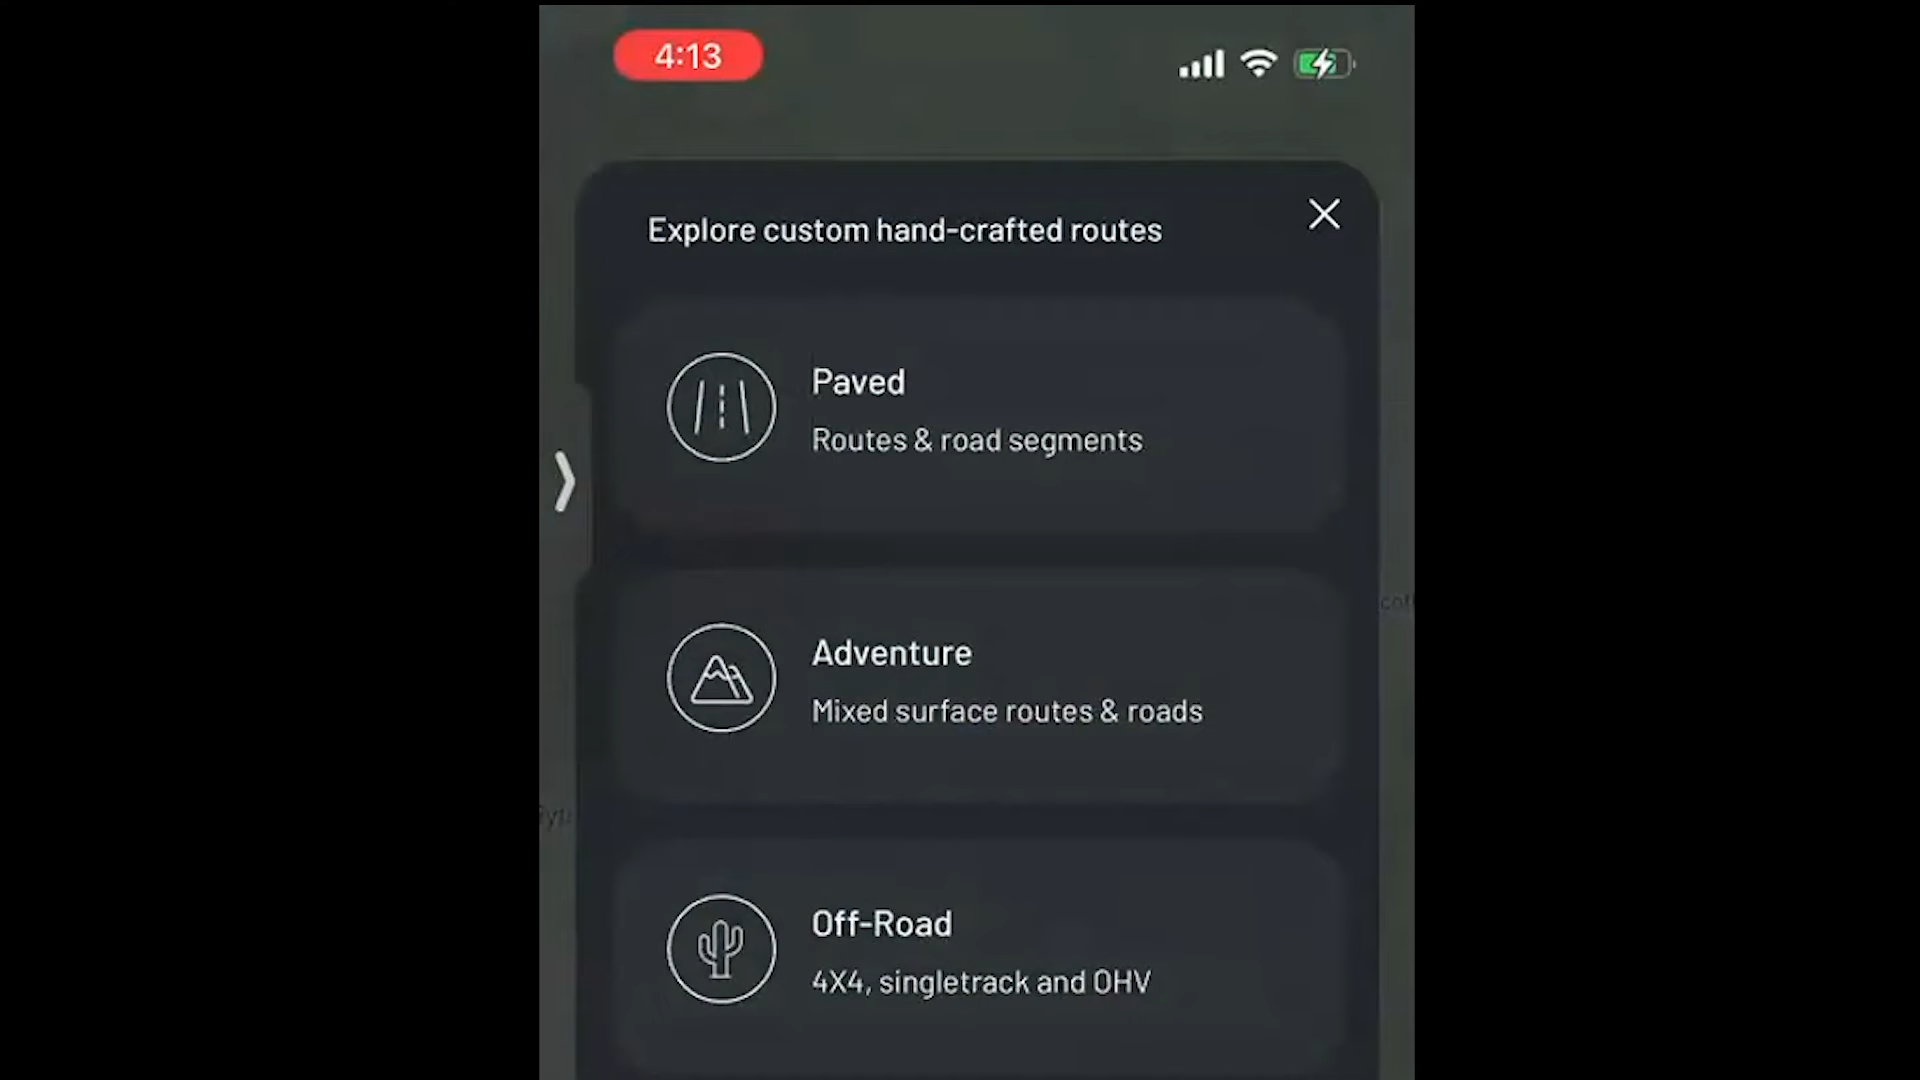 4:13
Explore custom hand-crafted routes
Paved
Routes & road segments
Adventure
Mixed surface routes & roads
Off-Road
4X4, singletrack and OHV